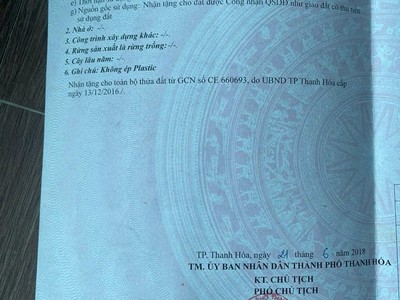 g) Nguồn gốc sử dụng: Nhận tặng cho đất được Công nhận QSDĐ như giao đất có thu tiền
sử dụng đất
2. Nhà ở: -/-
3. Công trình xây dựng khác: -/-
4. Rừng sản xuất là rừng trồng: -/-
5. Cây lâu năm: -/-
6. Ghi chú: Không ép Plastic
Nhận tặng cho toàn bộ thửa đất từ GCN số CE 660693, do UBND TP Thanh Hóa cấp
ngày 13/12/2016./.
TP. Thanh Hóa, ngày 21 tháng 6 năm 2018
TM. ỦY BAN NHÂN DÂN THÀNH PHỐ THANH HÓA
KT. CHỦ TỊCH
PHÓ CHỦ TỊCH